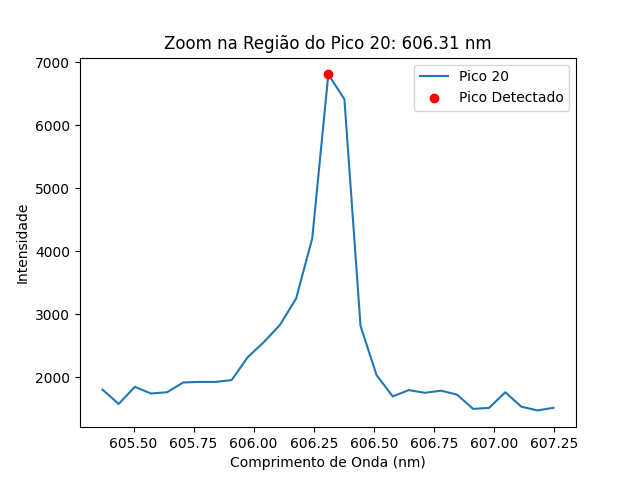 Zoom na Região do Pico 20: 606.31 nm
Pico 20
Pico Detectado
7000
6000
5000
4000
3000
2000
Intensidade
605.50 605.75 606.00 606.25 606.50 606.75 607.00 607.25
Comprimento de Onda (nm)